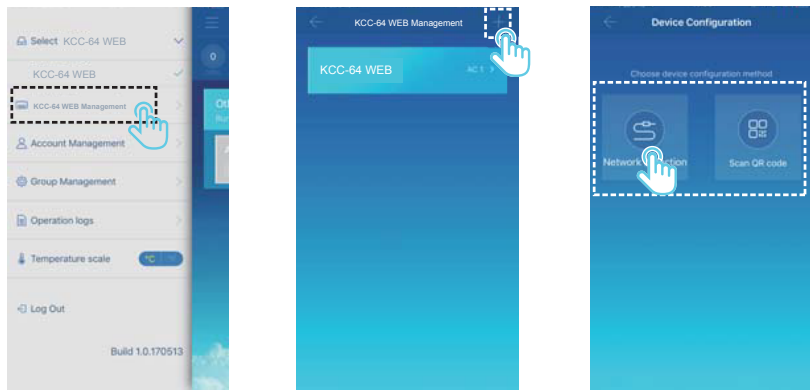 Select KCC-64 WEB
KCC-64 WEB
KCC-64 WEB Management
Account Management
Group Management
Operation logs
Temperature scale °C
Log Out
Build 1.0.170513
0
KCC-64 WEB Management
KCC-64 WEB
AC 1
Device Configuration
Choose device configuration method
Network
Scan QR code